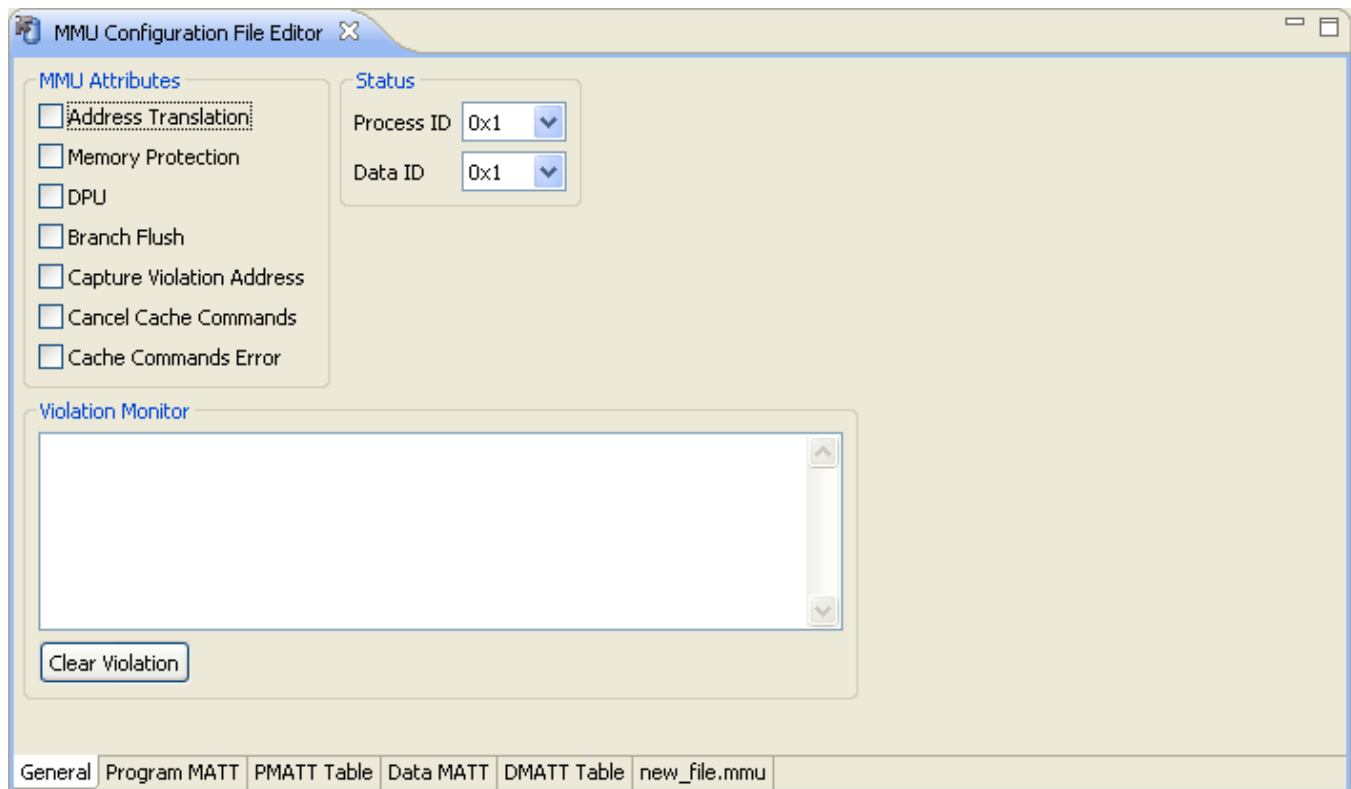 MMU Configuration File Editor
MMU Attributes
Address Translation
Memory Protection
DPU
Branch Flush
Capture Violation Address
Cancel Cache Commands
Cache Commands Error
Status
Process ID 0x1
Data ID 0x1
Violation Monitor
Clear Violation
General Program MATT PMATT Table Data MATT DMATT Table new_file.mmu